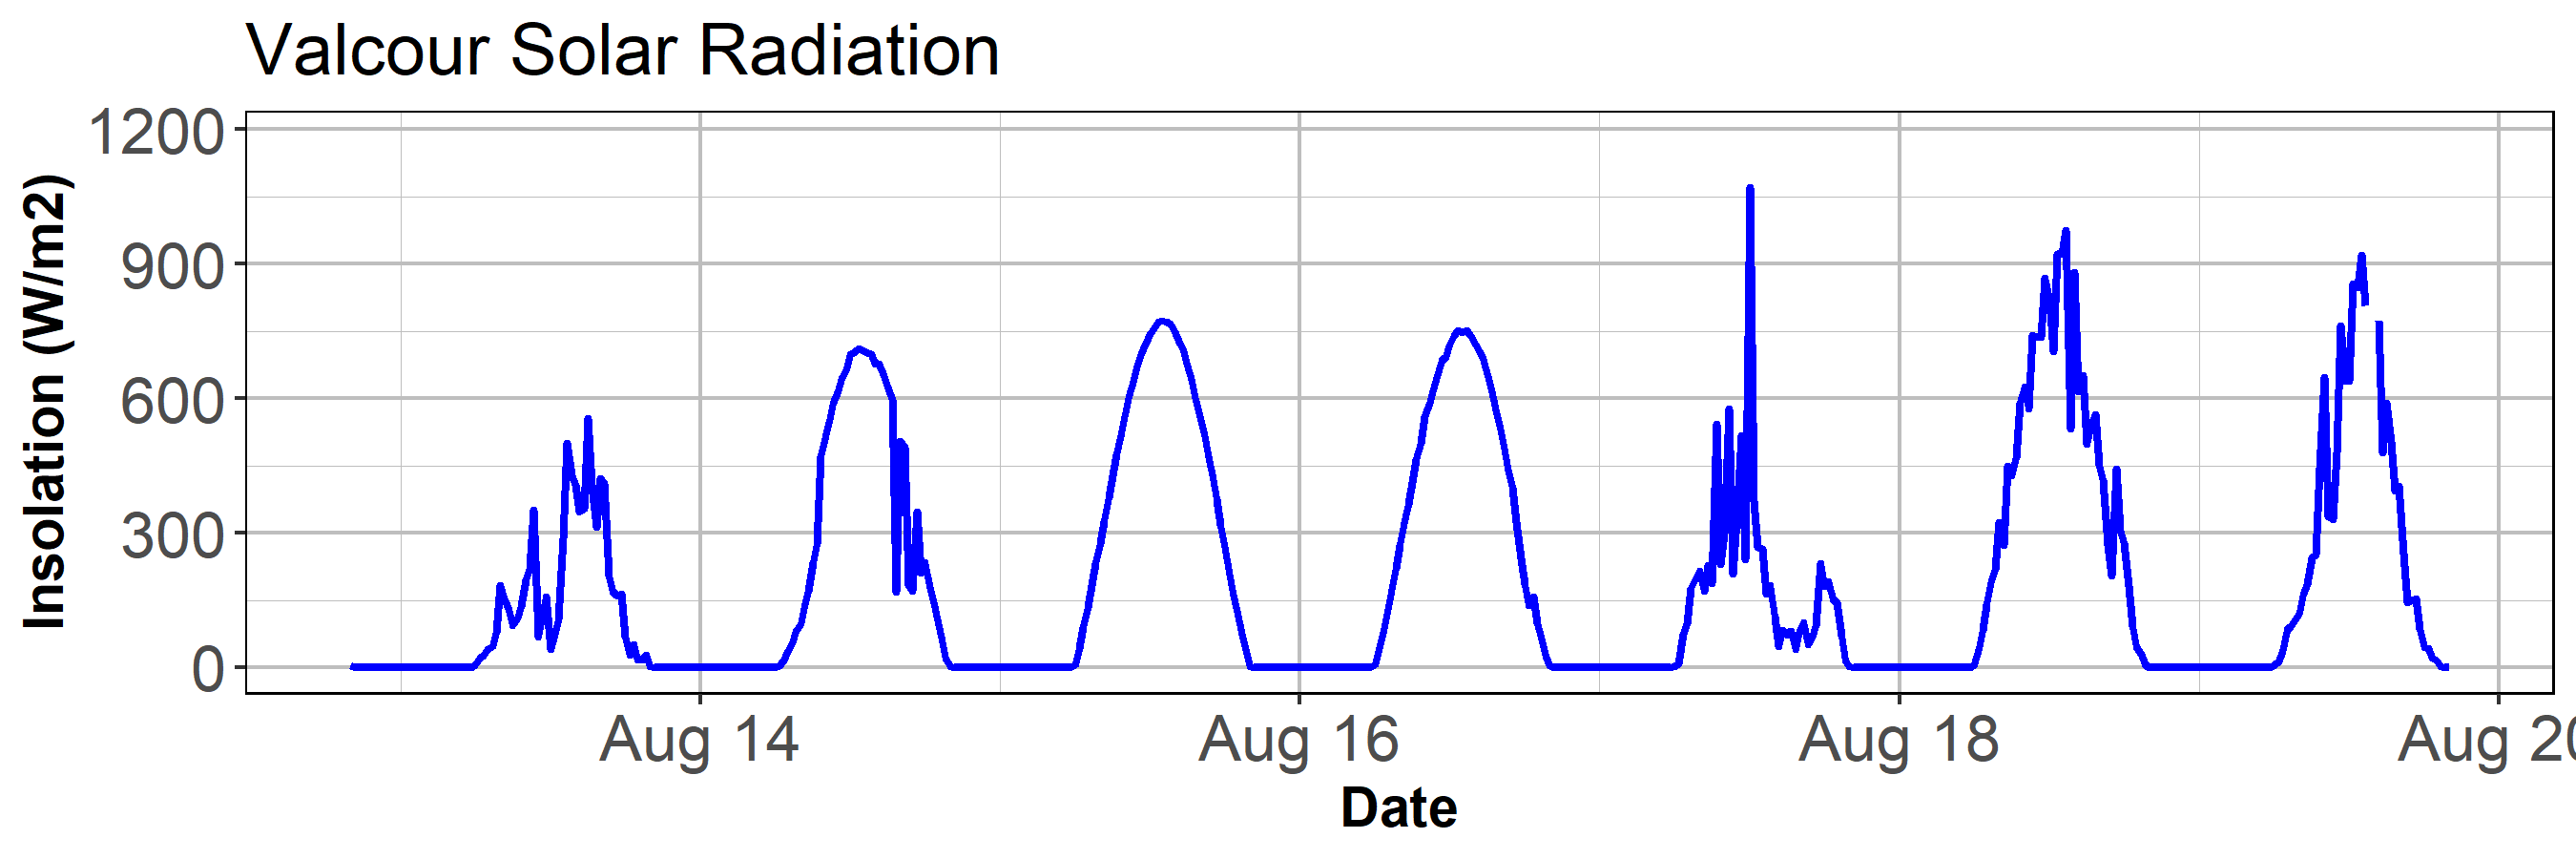 Valcour Solar Radiation
Insolation (W/m2)
1200
900
600
300
0
Aug 14 Aug 16 Aug 18 Aug 20
Date